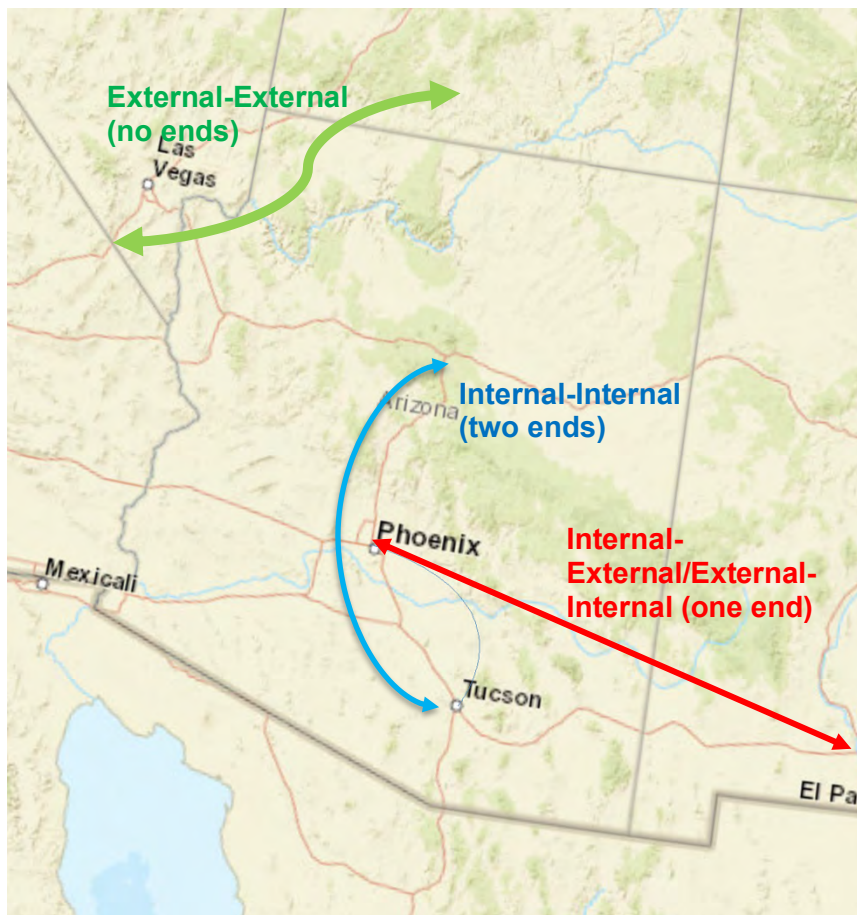 External-External
(no ends)
Las
Vegas
Internal-Internal
(two ends)
Arizona
Phoenix
Internal-
External/External-
Internal (one end)
Mexicali
Tucson
El Pa